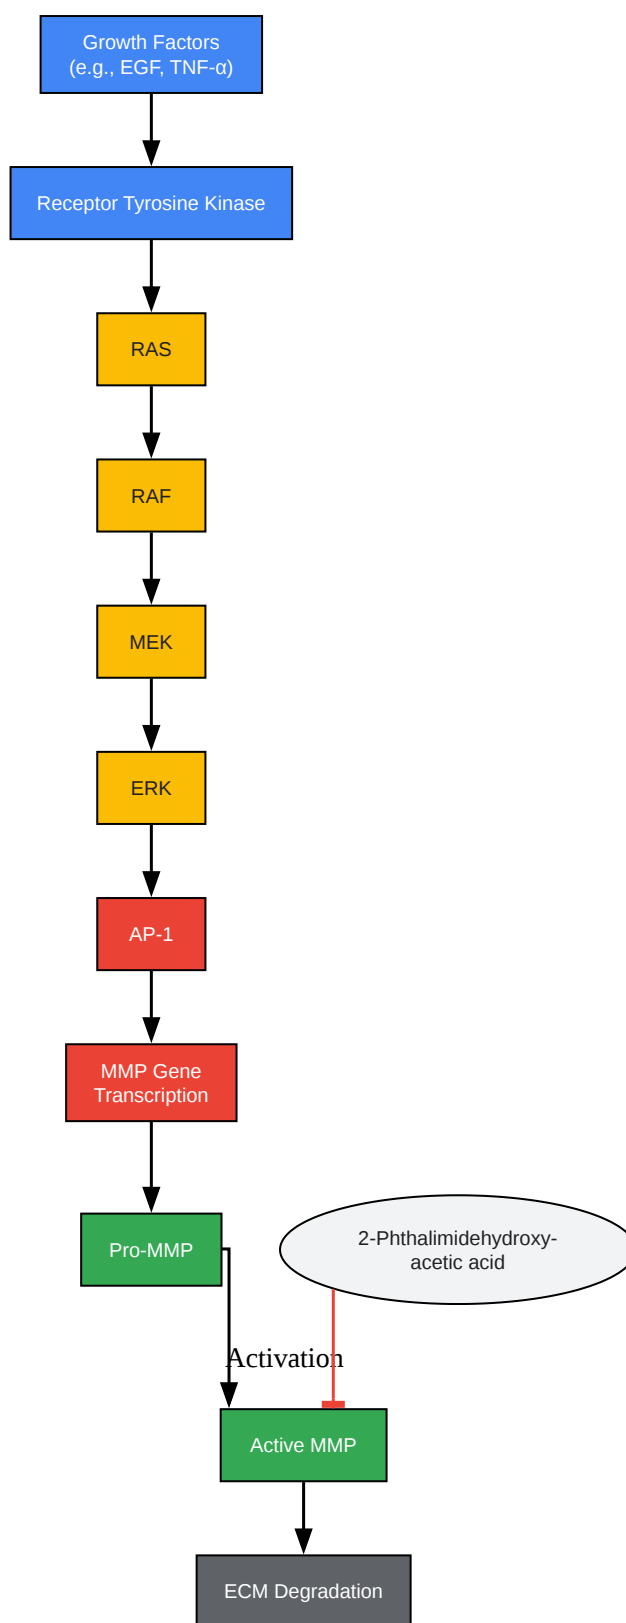 Growth Factors
(e.g., EGF, TNF-α)
Receptor Tyrosine Kinase
RAS
RAF
MEK
ERK
AP-1
MMP Gene
Transcription
Pro-MMP
2-Phthalimidehydroxy-
acetic acid
Activation
Active MMP
ECM Degradation